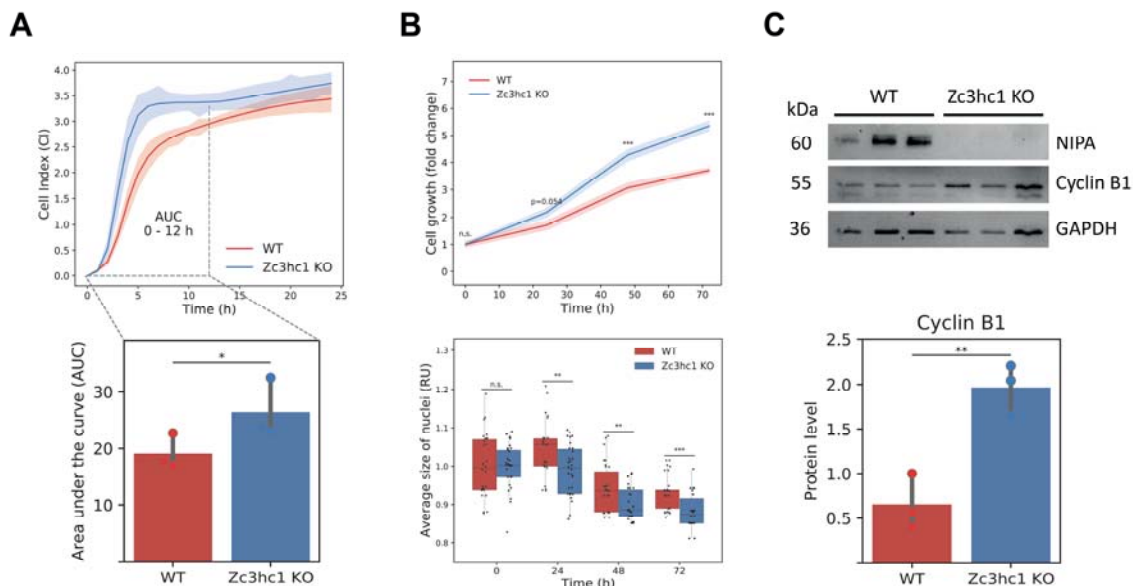 A
4.0
3.5
3.0
2.5
2.0
1.5
1.0
0.5
0.0
Cell Index (CI)
AUC
0 - 12 h
WT
Zc3hc1 KO
0 5 10 15 20 25
Time (h)
*
30
20
10
Area under the curve (AUC)
WT Zc3hc1 KO
B
7
6
5
4
3
2
1
0
Cell growth (fold change)
WT
Zc3hc1 KO
n.s.
p=0.054
***
***
0 10 20 30 40 50 60 70
Time (h)
1.3
1.2
1.1
1.0
0.9
0.8
Average size of nuclei [RU]
WT
Zc3hc1 KO
n.s.
**
**
***
0 24 48 72
Time (h)
C
kDa WT Zc3hc1 KO
60 NIPA
55 Cyclin B1
36 GAPDH
Cyclin B1
**
2.5
2.0
1.5
1.0
0.5
Protein level
WT Zc3hc1 KO